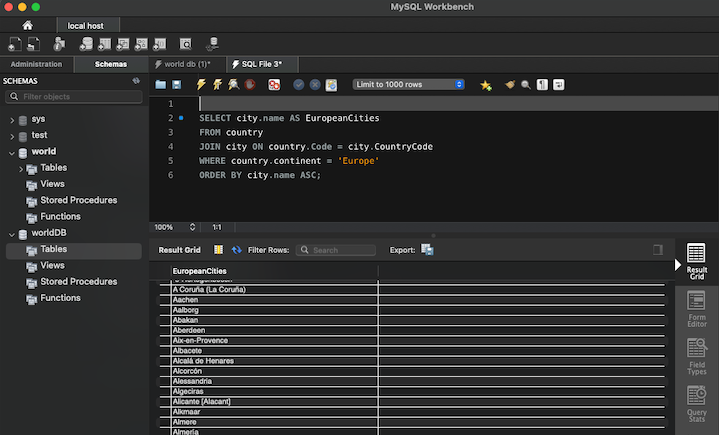 MySQL Workbench
local host
Administration
Schemas
world db (1)*
SQL File 3*
SCHEMAS
Filter objects
sys
test
world
Tables
Views
Stored Procedures
Functions
worldDB
Tables
Views
Stored Procedures
Functions
Limit to 1000 rows
1
2 SELECT city.name AS EuropeanCities
3 FROM country
4 JOIN city ON country.Code = city.CountryCode
5 WHERE country.continent = 'Europe'
6 ORDER BY city.name ASC;
100% 1:1
Result Grid Filter Rows: Search Export:
EuropeanCities
A Coruña (La Coruña)
Aachen
Aalborg
Abakan
Aberdeen
Aix-en-Provence
Albacete
Alcalá de Henares
Alcorcón
Alessandria
Algeciras
Alicante [Alacant]
Alkmaar
Almere
Almería
Result
Grid
Form
Editor
Field
Types
Query
Stats